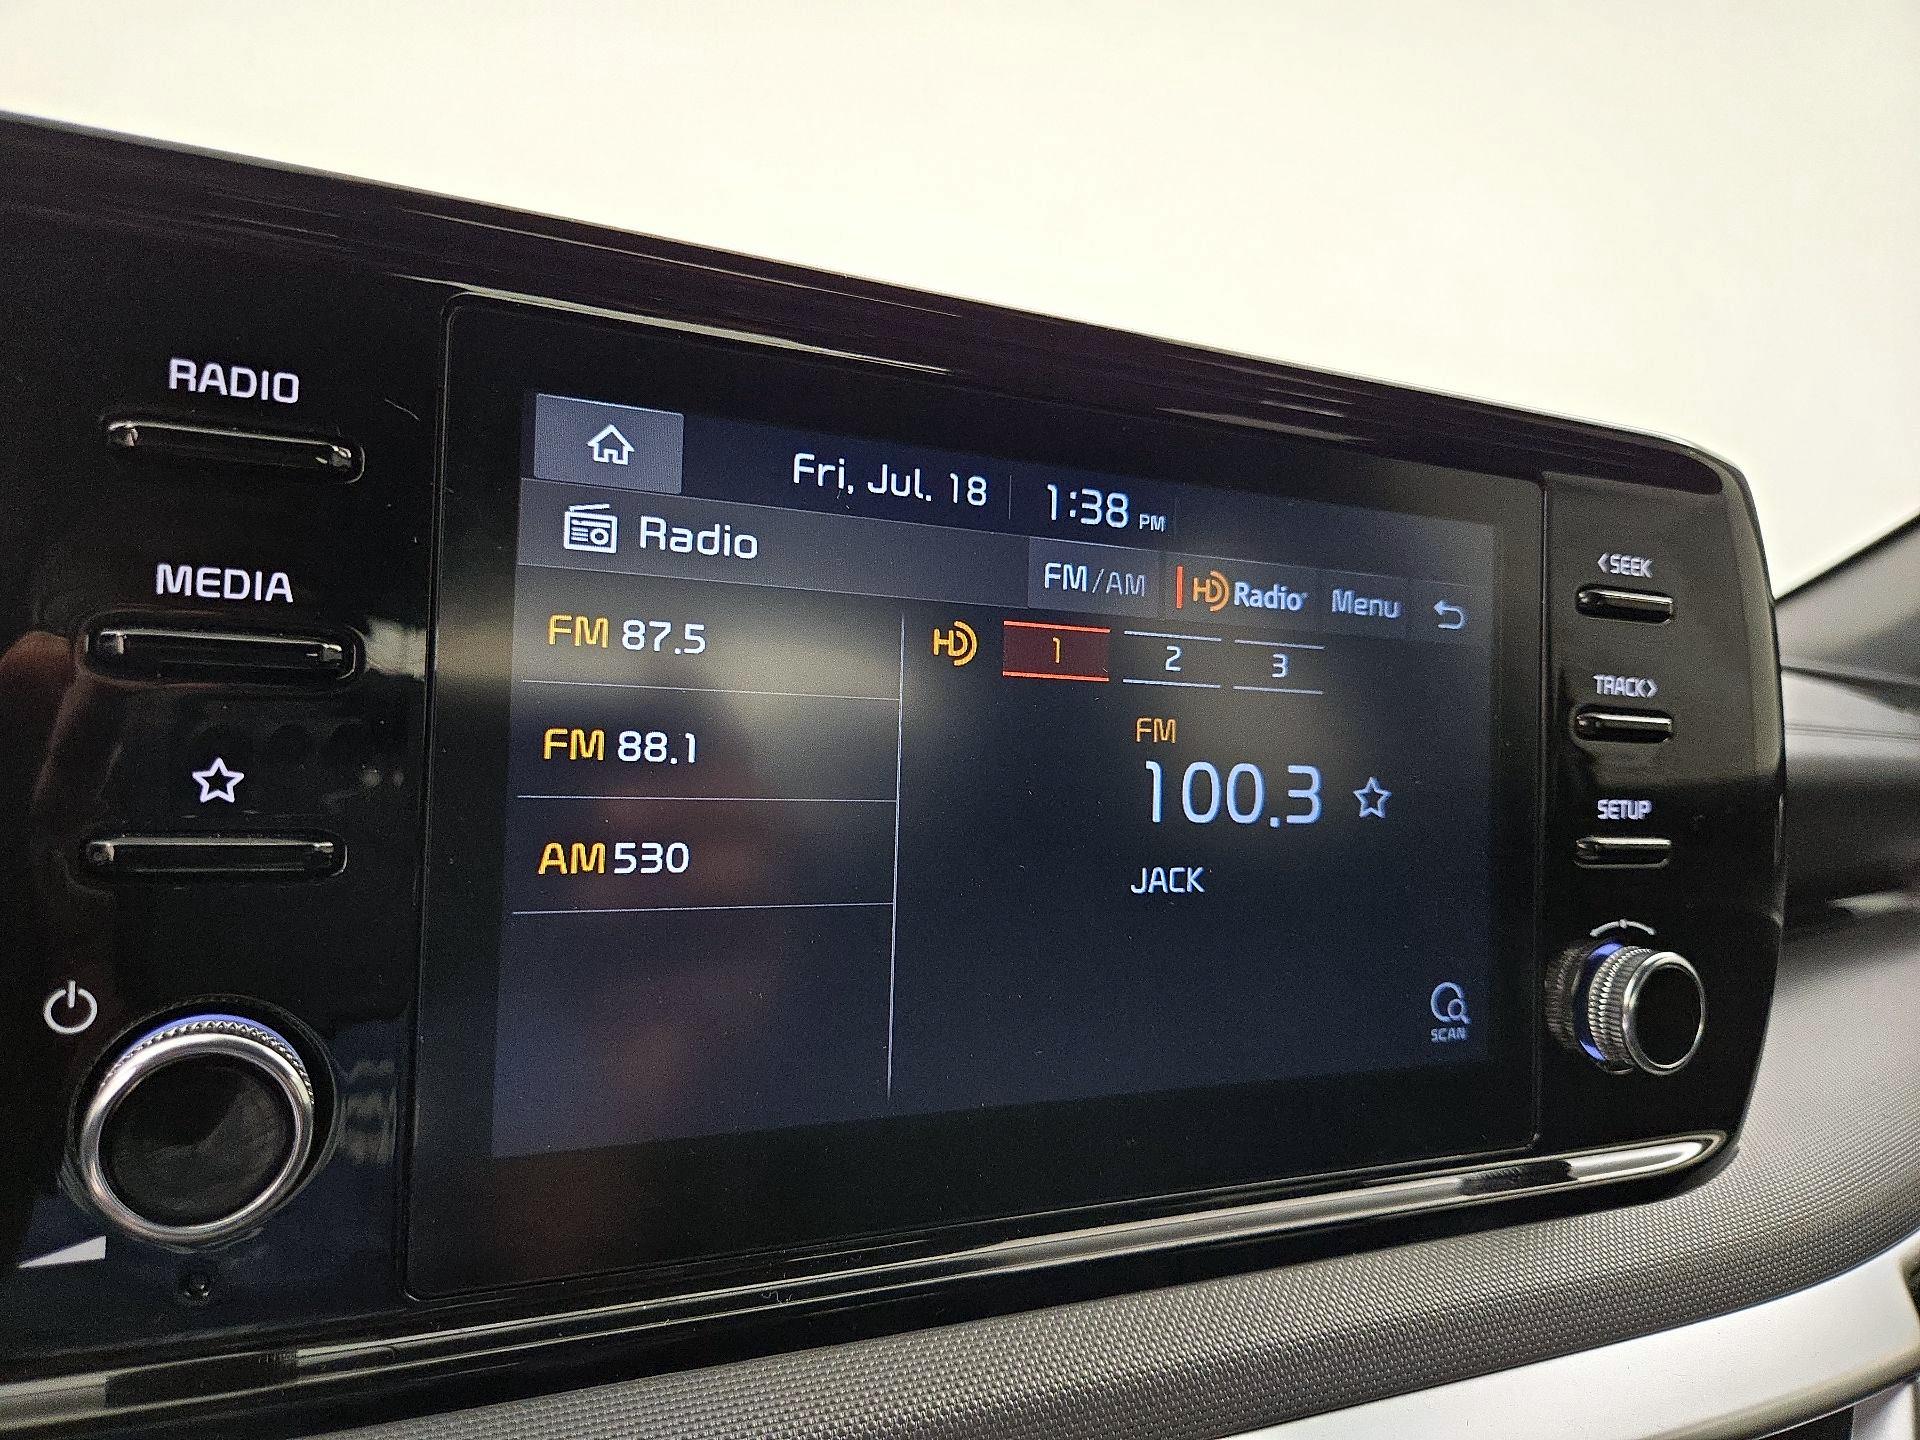 RADIO
MEDIA
Fri, Jul. 18 1:38 PM
Radio
FM/AM HD Radio Menu
FM 87.5
FM 88.1
AM 530
HD 1 2 3
FM
100.3
JACK
SCAN
<SEEK
TRACK>
SETUP